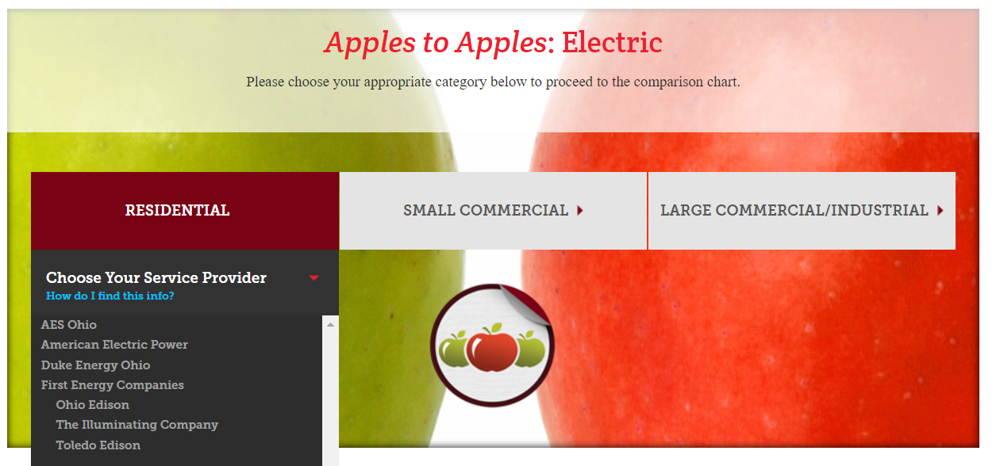 Apples to Apples: Electric
Please choose your appropriate category below to proceed to the comparison chart.
RESIDENTIAL
SMALL COMMERCIAL
LARGE COMMERCIAL/INDUSTRIAL
Choose Your Service Provider
How do I find this info?
AES Ohio
American Electric Power
Duke Energy Ohio
First Energy Companies
Ohio Edison
The Illuminating Company
Toledo Edison